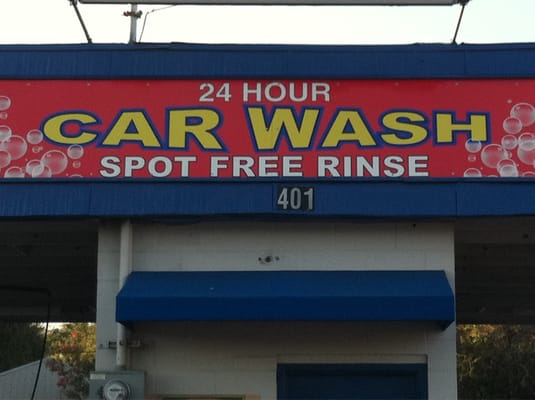 24 HOUR
CAR WASH
SPOT FREE RINSE
401